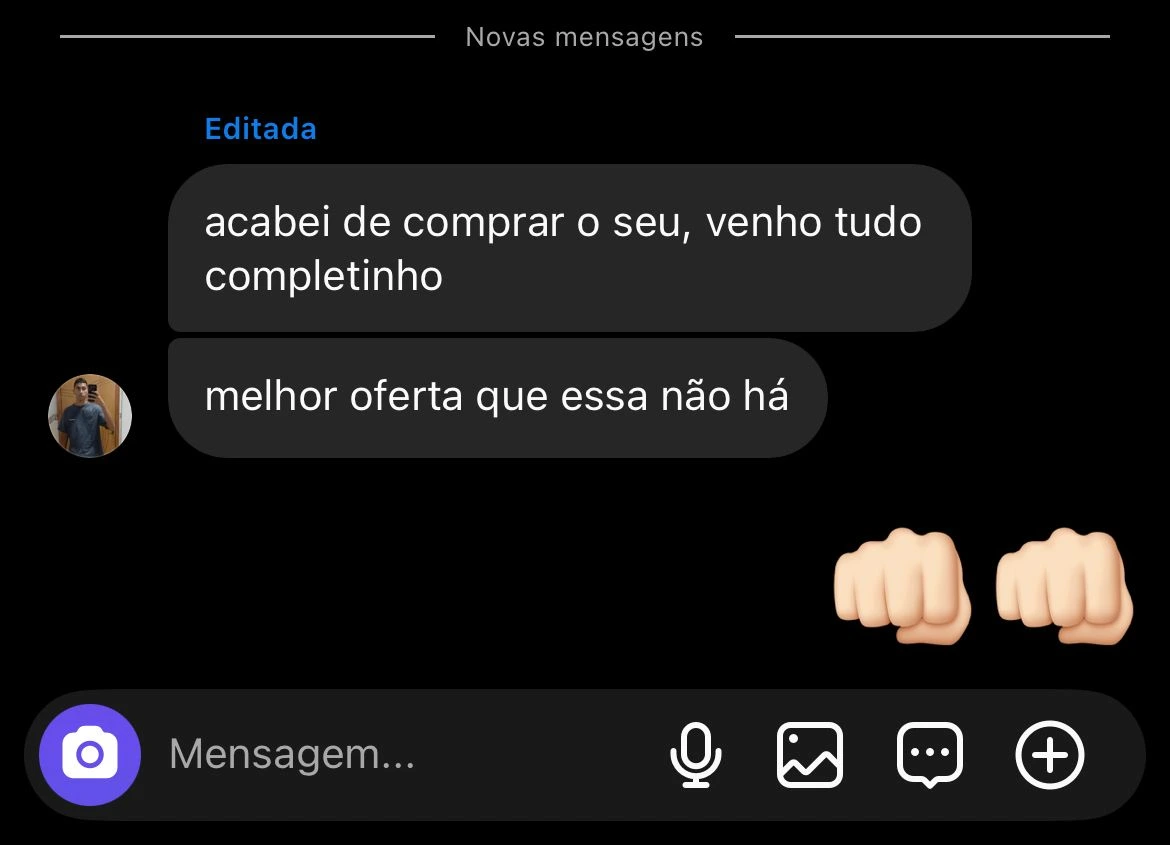 Novas mensagens
Editada
acabei de comprar o seu, venho tudo
completinho
melhor oferta que essa não há
Mensagem...